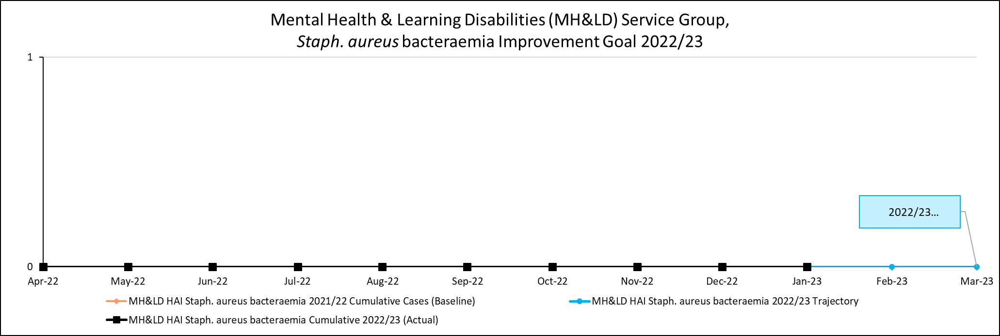 Mental Health & Learning Disabilities (MH&LD) Service Group,
Staph. aureus bacteraemia Improvement Goal 2022/23
1
2022/23...
0
Apr-22 May-22 Jun-22 Jul-22 Aug-22 Sep-22 Oct-22 Nov-22 Dec-22 Jan-23 Feb-23 Mar-23
MH&LD HAI Staph. aureus bacteraemia 2021/22 Cumulative Cases (Baseline) MH&LD HAI Staph. aureus bacteraemia 2022/23 Trajectory
MH&LD HAI Staph. aureus bacteraemia Cumulative 2022/23 (Actual)